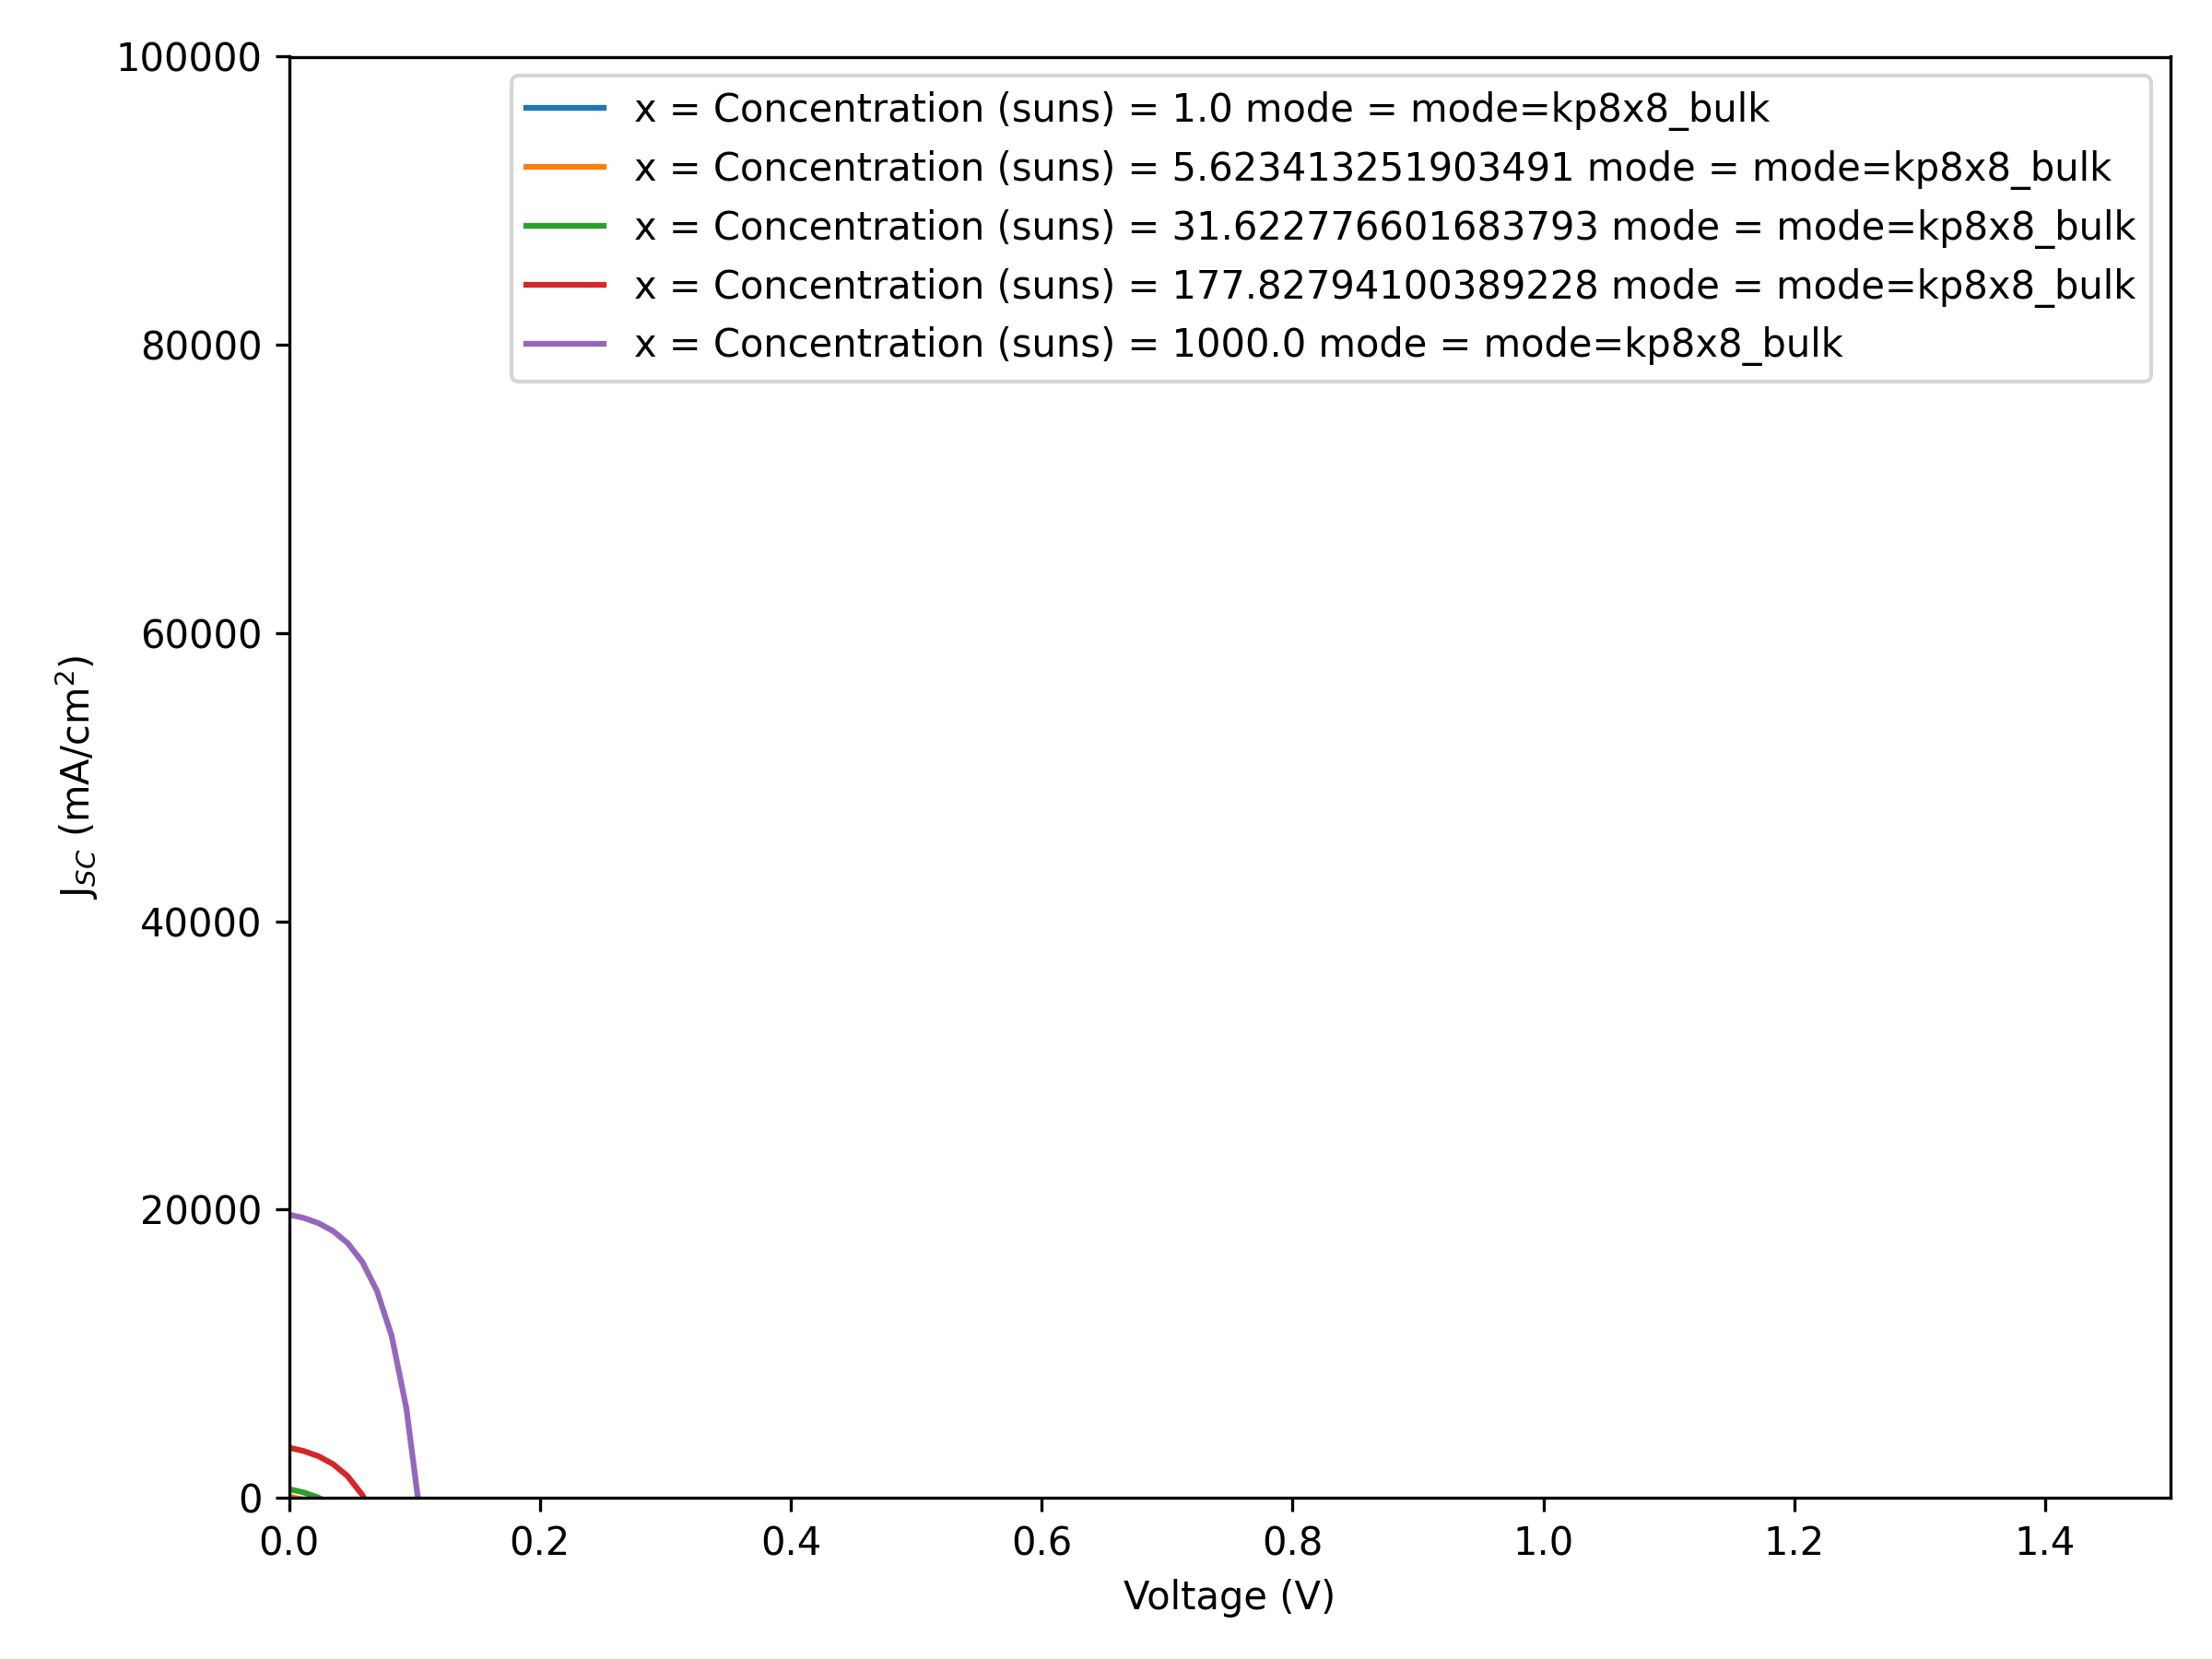 100000
80000
60000
40000
20000
0
J_SC (mA/cm²)
x = Concentration (suns) = 1.0 mode = mode=kp8x8_bulk
x = Concentration (suns) = 5.623413251903491 mode = mode=kp8x8_bulk
x = Concentration (suns) = 31.622776601683793 mode = mode=kp8x8_bulk
x = Concentration (suns) = 177.82794100389228 mode = mode=kp8x8_bulk
x = Concentration (suns) = 1000.0 mode = mode=kp8x8_bulk
0.0 0.2 0.4 0.6 0.8 1.0 1.2 1.4
Voltage (V)